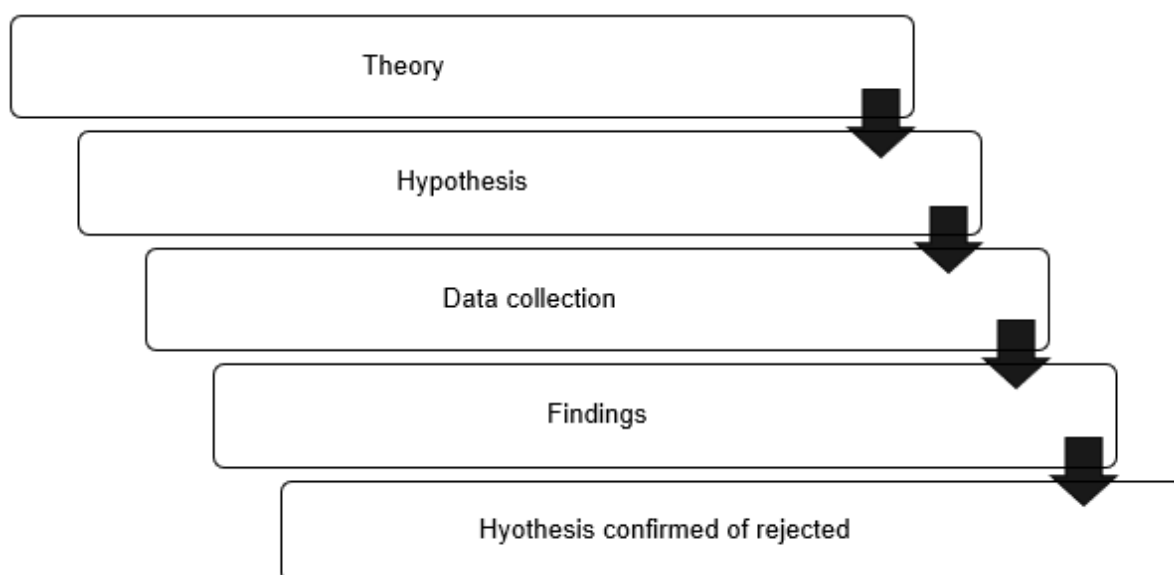 Theory
Hypothesis
Data collection
Findings
Hyothesis confirmed of rejected